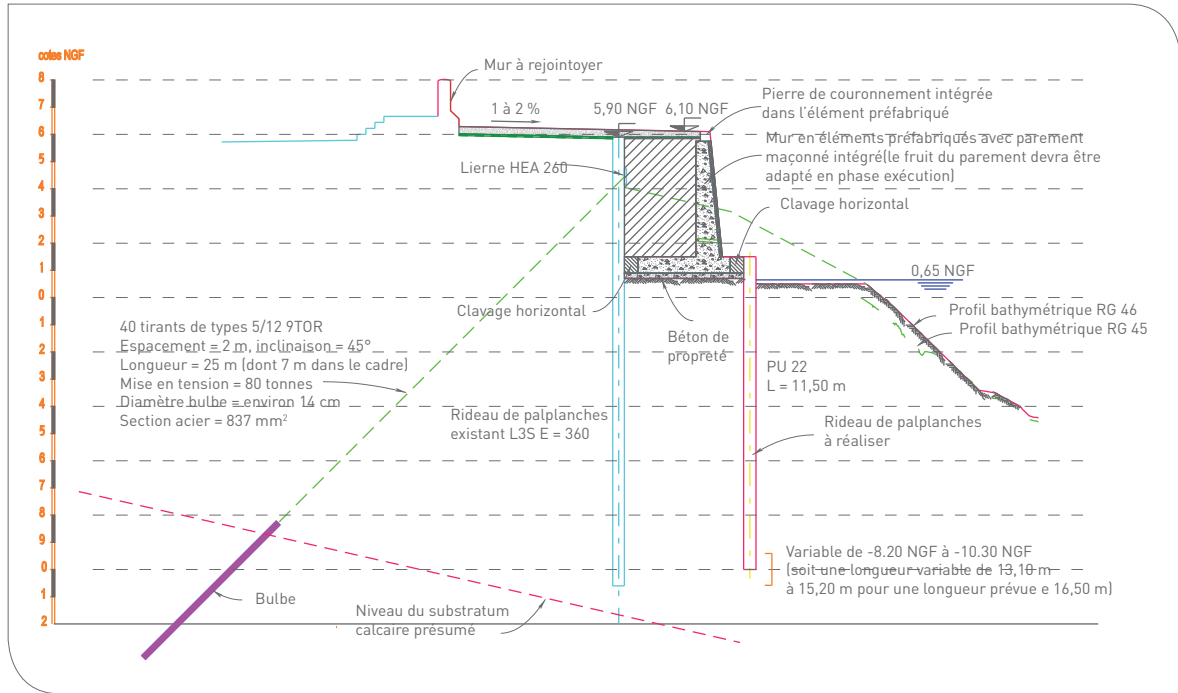 cotes NGF
8
7
6
5
4
3
2
1
0
1
2
3
4
5
6
7
8
9
0
1
2
Mur à rejointoyer
1 à 2 %
5,90 NGF
6,10 NGF
Pierre de couronnement intégrée
dans l'élément préfabriqué
Mur en éléments préfabriqués avec parement
maçonné intégré(le fruit du parement devra être
adapté en phase exécution)
Lierne HEA 260
Clavage horizontal
0,65 NGF
Clavage horizontal
Béton de
propreté
Profil bathymétrique RG 46
Profil bathymétrique RG 45
40 tirants de types 5/12 9TOR
Espacement = 2 m, inclinaison = 45°
Longueur = 25 m (dont 7 m dans le cadre)
Mise en tension = 80 tonnes
Diamètre bulbe = environ 14 cm
Section acier = 837 mm²
PU 22
L = 11,50 m
Rideau de palplanches
existant L3S E = 360
Rideau de palplanches
à réaliser
Variable de -8.20 NGF à -10.30 NGF
(soit une longueur variable de 13,10 m
à 15,20 m pour une longueur prévue e 16,50 m)
Bulbe
Niveau du substratum
calcaire présumé